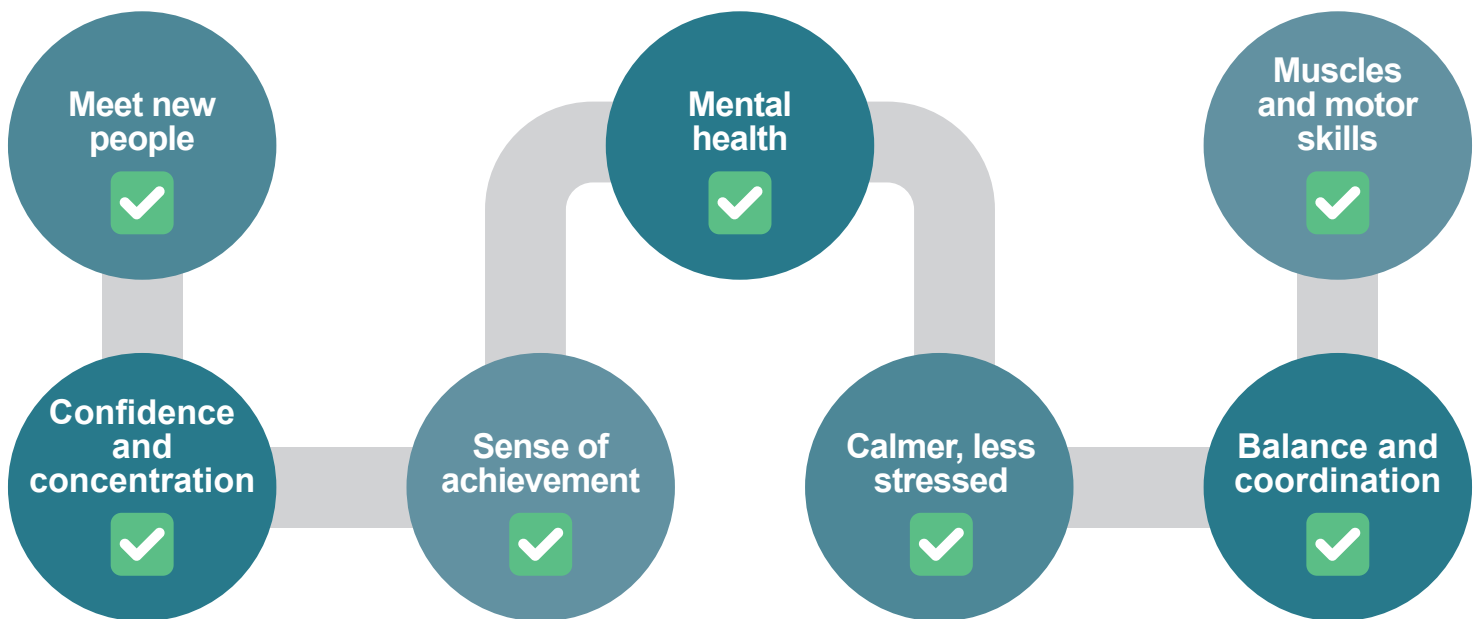 Meet new
people
Confidence
and
concentration
Sense of
achievement
Mental
health
Calmer, less
stressed
Balance and
coordination
Muscles
and motor
skills